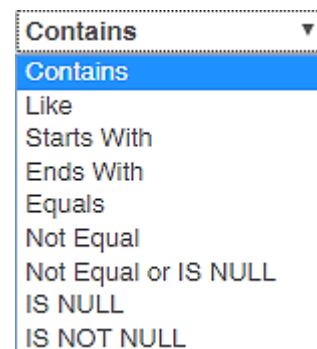 Contains
Contains
Like
Starts With
Ends With
Equals
Not Equal
Not Equal or IS NULL
IS NULL
IS NOT NULL